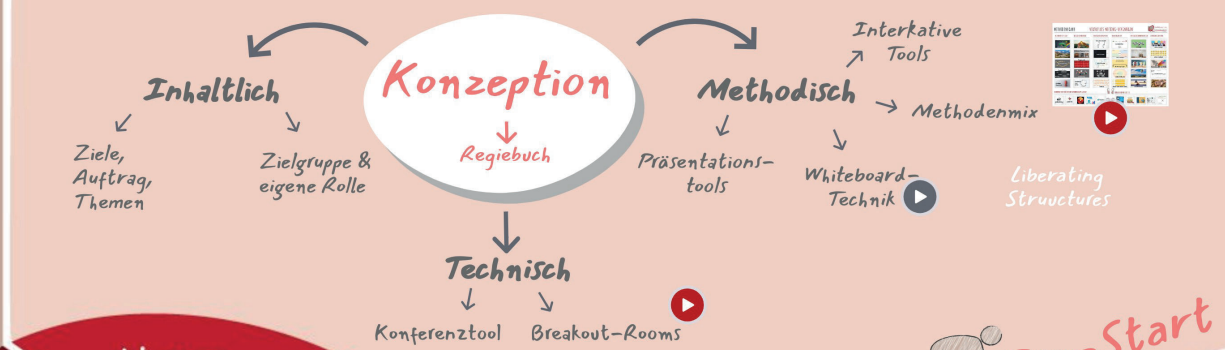 Konzeption
Regiebuch
Inhaltlich
Ziele,
Auftrag,
Themen
Zielgruppe &
eigene Rolle
Technisch
Konferenztool
Breakout-Rooms
Methodisch
Präsentations-
tools
Whiteboard-
Technik
Methodenmix
Interkative
Tools
Liberating
Struuctures
Start